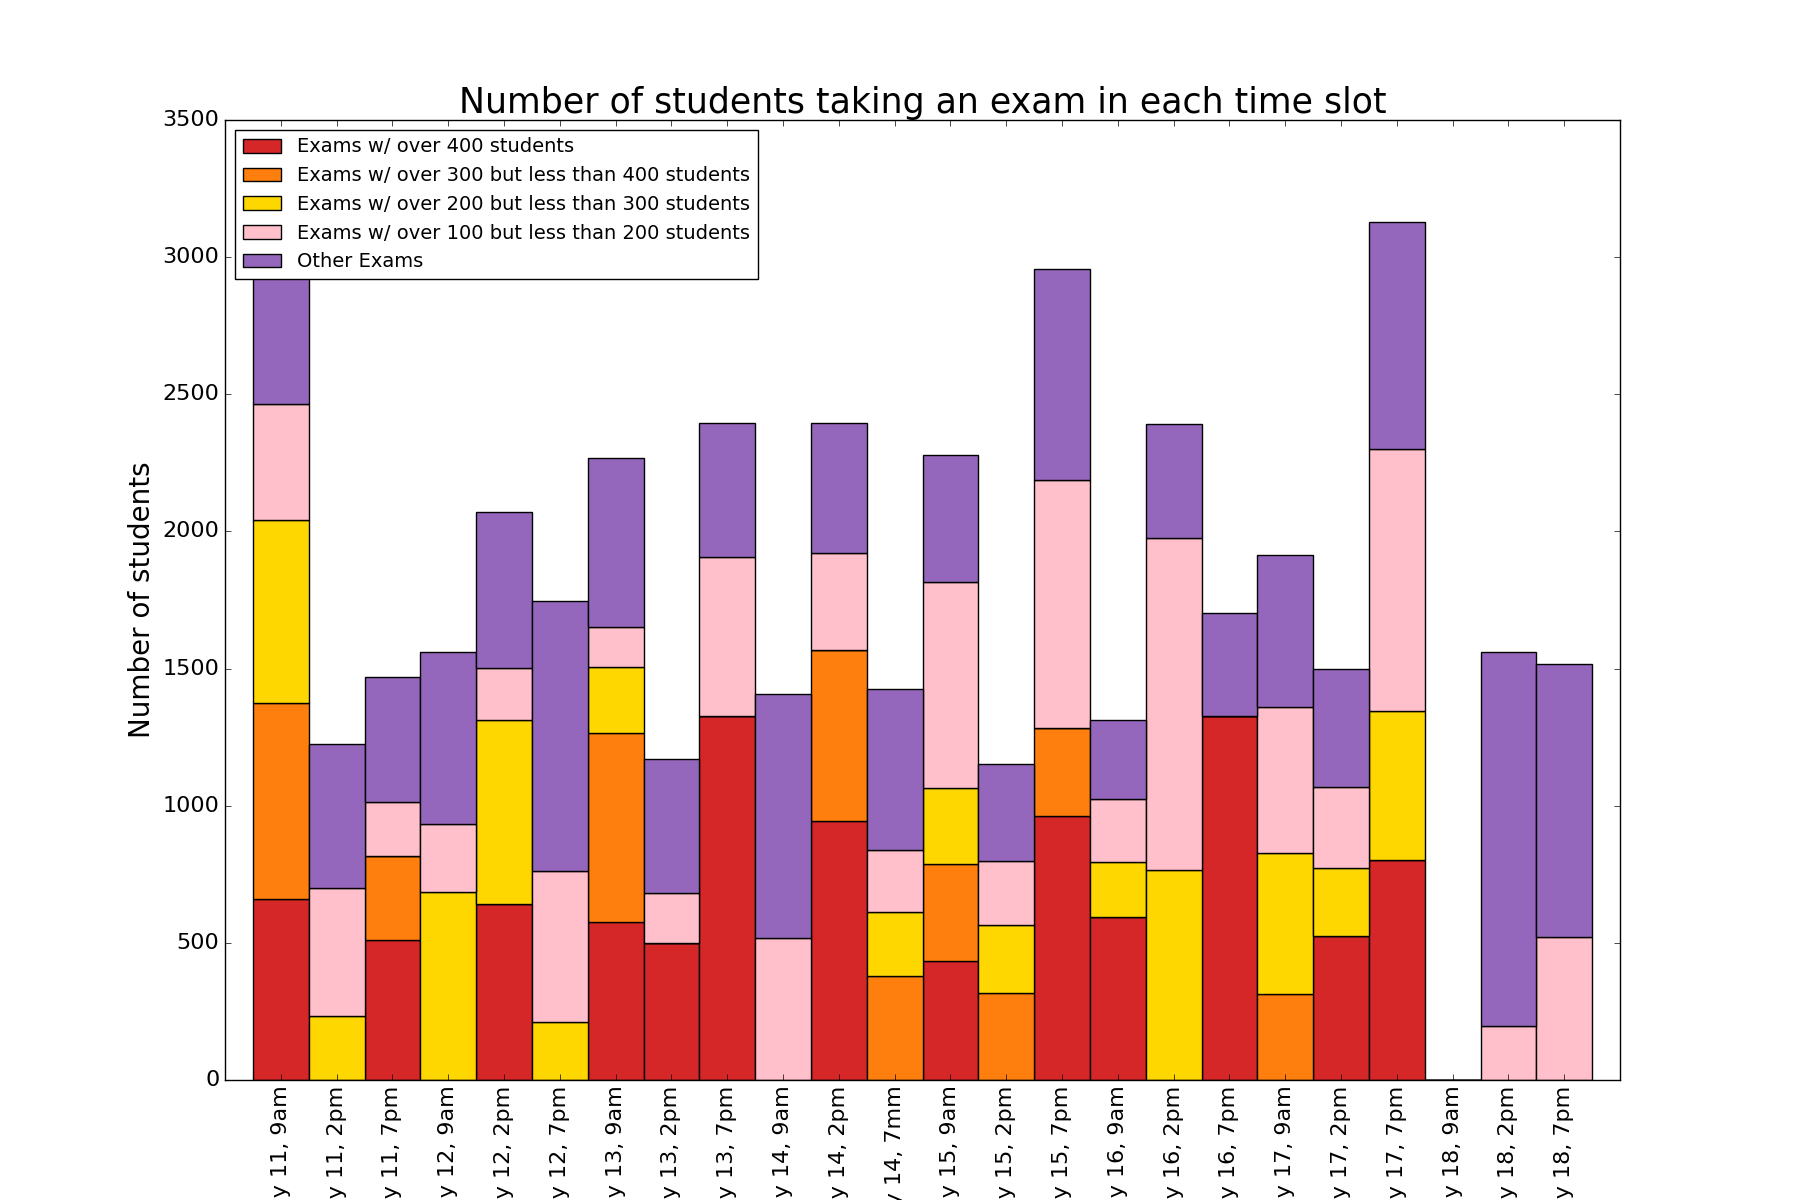 Number of students taking an exam in each time slot
3500
3000
2500
2000
1500
1000
500
0
Number of students
Exams w/ over 400 students
Exams w/ over 300 but less than 400 students
Exams w/ over 200 but less than 300 students
Exams w/ over 100 but less than 200 students
Other Exams
y 11, 9am
y 11, 2pm
y 11, 7pm
y 12, 9am
y 12, 2pm
y 12, 7pm
y 13, 9am
y 13, 2pm
y 13, 7pm
y 14, 9am
y 14, 2pm
y 14, 7mm
y 15, 9am
y 15, 2pm
y 15, 7pm
y 16, 9am
y 16, 2pm
y 16, 7pm
y 17, 9am
y 17, 2pm
y 17, 7pm
y 18, 9am
y 18, 2pm
y 18, 7pm